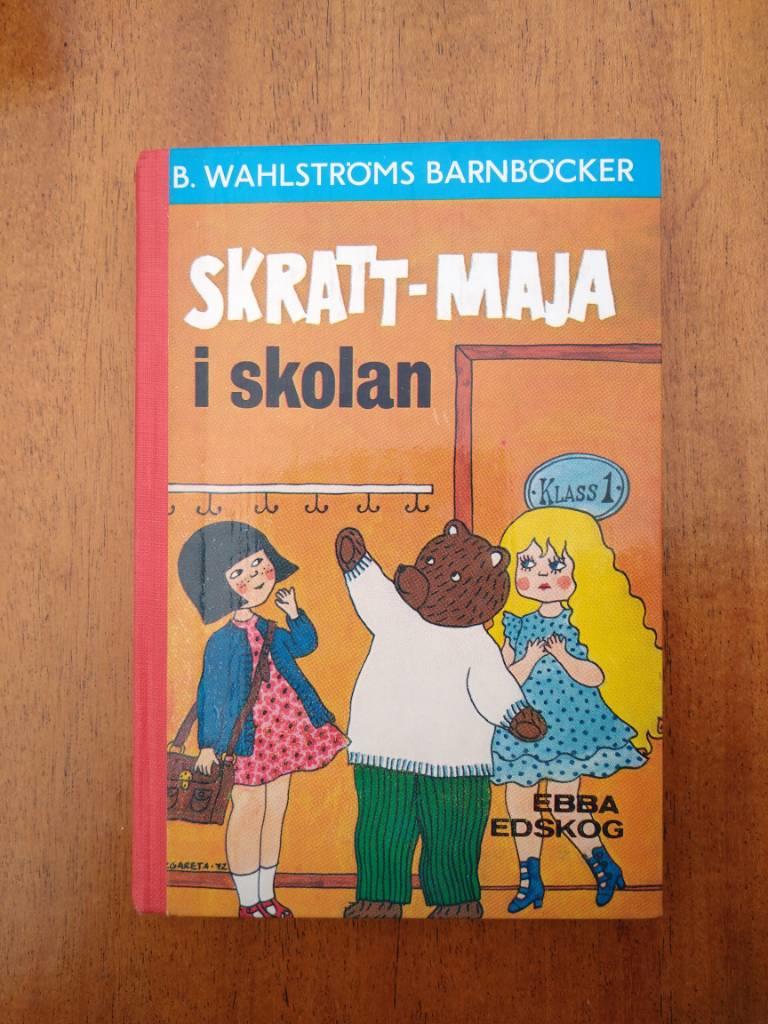 B. WAHLSTRÖMS BARNBÖCKER
SKRATT-MAJA
i skolan
·KLASS 1·
EBBA
EDSKOG